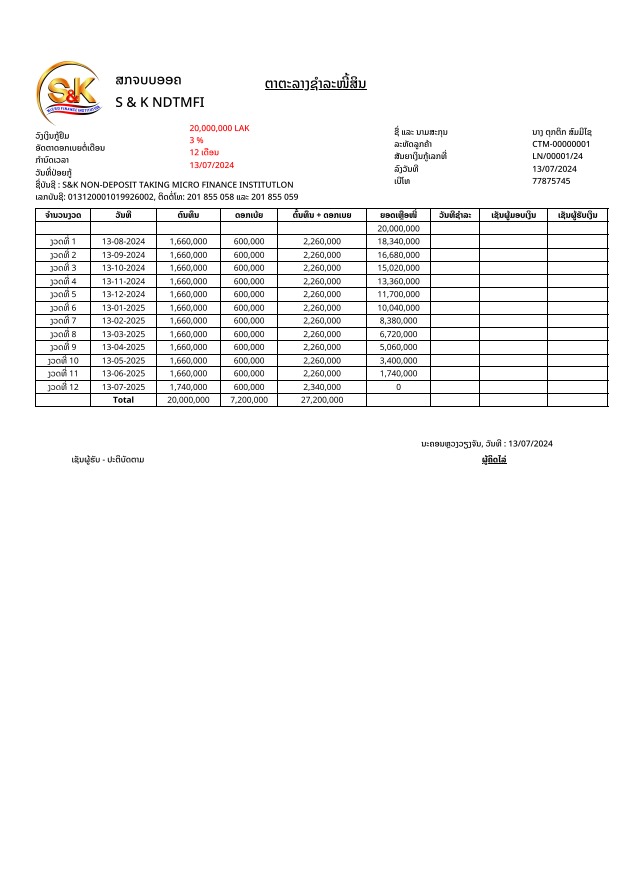 S&K
MICRO FINANCE INSTITUTION
ສກຈບບອອດ
S & K NDTMFI
ຕາຕະລາງຊໍາລະໜີ້ສິນ
ວົງເງິນກູ້ຢືມ 20,000,000 LAK
ອັດຕາດອກເບຍຕໍ່ເດືອນ 3 %
ກໍານົດເວລາ 12 ເດືອນ
ວັນທີ່ປ່ອຍກູ້ 13/07/2024
ຊື່ ແລະ ນາມສະກຸນ ນາງ ຕຸກຕິກ ສົມມີໄຊ
ລະຫັດລູກຄ້າ CTM-00000001
ສັນຍາເງິນກູ້ເລກທີ່ LN/00001/24
ລົງວັນທີ 13/07/2024
ເບີໂທ 77875745
ຊື່ບັນຊີ : S&K NON-DEPOSIT TAKING MICRO FINANCE INSTITUTLON
ເລກບັນຊີ: 013120001019926002, ຕິດຕໍ່ໂທ: 201 855 058 ແລະ 201 855 059
ຈໍານວນງວດ ວັນທີ ຕົ້ນທຶນ ດອກເບ້ຍ ຕົ້ນທຶນ + ດອກເບຍ ຍອດເຫຼືອໜີ້ ວັນທີຊໍາລະ ເຊັນຜູ້ມອບເງິນ ເຊັນຜູ້ຮັບເງິນ
20,000,000
ງວດທີ່ 1 13-08-2024 1,660,000 600,000 2,260,000 18,340,000
ງວດທີ່ 2 13-09-2024 1,660,000 600,000 2,260,000 16,680,000
ງວດທີ່ 3 13-10-2024 1,660,000 600,000 2,260,000 15,020,000
ງວດທີ່ 4 13-11-2024 1,660,000 600,000 2,260,000 13,360,000
ງວດທີ່ 5 13-12-2024 1,660,000 600,000 2,260,000 11,700,000
ງວດທີ່ 6 13-01-2025 1,660,000 600,000 2,260,000 10,040,000
ງວດທີ່ 7 13-02-2025 1,660,000 600,000 2,260,000 8,380,000
ງວດທີ່ 8 13-03-2025 1,660,000 600,000 2,260,000 6,720,000
ງວດທີ່ 9 13-04-2025 1,660,000 600,000 2,260,000 5,060,000
ງວດທີ່ 10 13-05-2025 1,660,000 600,000 2,260,000 3,400,000
ງວດທີ່ 11 13-06-2025 1,660,000 600,000 2,260,000 1,740,000
ງວດທີ່ 12 13-07-2025 1,740,000 600,000 2,340,000 0
Total 20,000,000 7,200,000 27,200,000
ນະຄອນຫຼວງວຽງຈັນ, ວັນທີ : 13/07/2024
ເຊັນຜູ້ຮັບ - ປະຕິບັດຕາມ ຜູ້ຄິດໄລ່